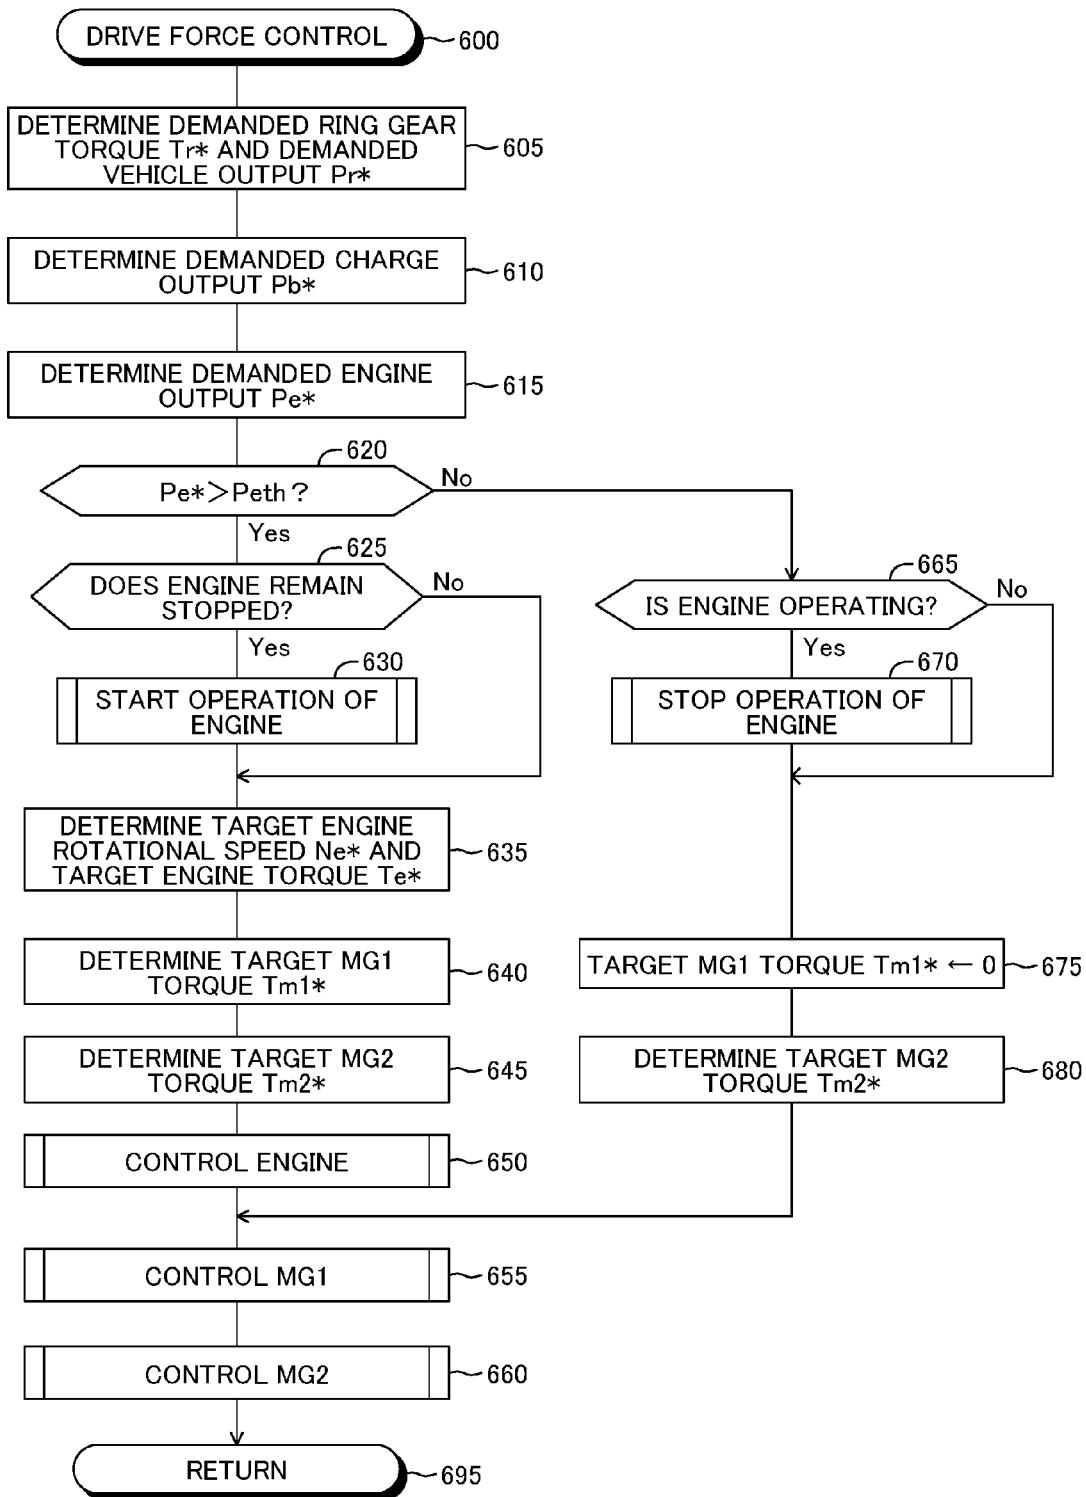 DRIVE FORCE CONTROL
600
DETERMINE DEMANDED RING GEAR
TORQUE Tr* AND DEMANDED
VEHICLE OUTPUT Pr*
605
DETERMINE DEMANDED CHARGE
OUTPUT Pb*
610
DETERMINE DEMANDED ENGINE
OUTPUT Pe*
615
620
Pe*>Peth ?
No
Yes
625
DOES ENGINE REMAIN
STOPPED?
No
Yes
665
IS ENGINE OPERATING?
No
Yes
630
START OPERATION OF
ENGINE
670
STOP OPERATION OF
ENGINE
DETERMINE TARGET ENGINE
ROTATIONAL SPEED Ne* AND
TARGET ENGINE TORQUE Te*
635
DETERMINE TARGET MG1
TORQUE Tm1*
640
TARGET MG1 TORQUE Tm1* ← 0
675
DETERMINE TARGET MG2
TORQUE Tm2*
645
DETERMINE TARGET MG2
TORQUE Tm2*
680
CONTROL ENGINE
650
CONTROL MG1
655
CONTROL MG2
660
RETURN
695